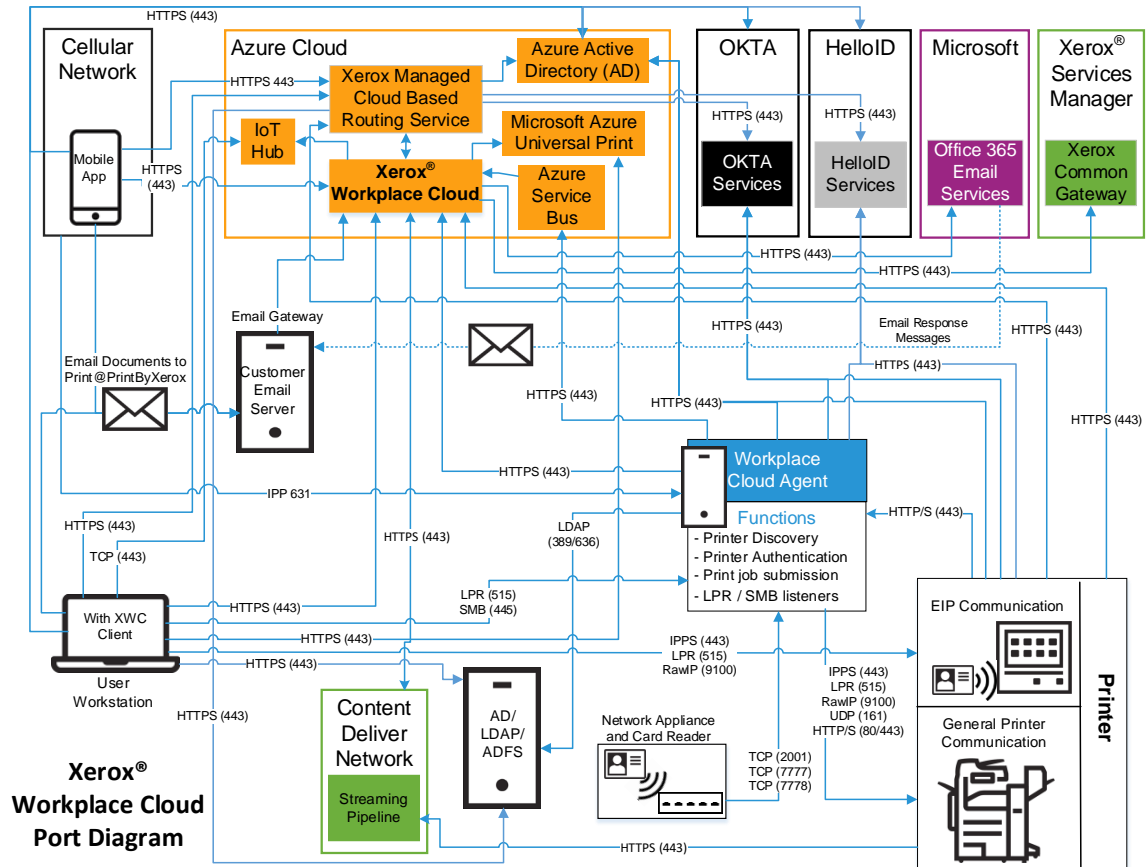 HTTPS (443)
Cellular
Network
Mobile
App
HTTPS 443
HTTPS
(443)
Azure Cloud
Xerox Managed
Cloud Based
Routing Service
Azure Active
Directory (AD)
IoT
Hub
Microsoft Azure
Universal Print
Xerox®
Workplace Cloud
Azure
Service
Bus
OKTA
HTTPS (443)
OKTA
Services
HelloID
HTTPS (443)
HelloID
Services
Microsoft
Office 365
Email
Services
Xerox®
Services
Manager
Xerox
Common
Gateway
HTTPS (443)
HTTPS (443)
Email Gateway
Customer
Email
Server
Email Documents to
Print@PrintByXerox
Email Response
Messages
HTTPS
(443)
HTTPS
(443)
HTTPS (443)
HTTPS
(443)
HTTPS
(443)
HTTPS
(443)
HTTPS (443)
IPP 631
Workplace
Cloud Agent
Functions
- Printer Discovery
- Printer Authentication
- Print job submission
- LPR / SMB listeners
HTTP/S (443)
LDAP
(389/636)
HTTPS
(443)
HTTPS
(443)
TCP (443)
With XWC
Client
User
Workstation
HTTPS (443)
LPR (515)
SMB (445)
HTTPS (443)
HTTPS (443)
HTTPS (443)
IPPS (443)
LPR (515)
RawIP (9100)
IPPS (443)
LPR (515)
RawIP (9100)
UDP (161)
HTTP/S (80/443)
EIP Communication
Printer
General Printer
Communication
Content
Deliver
Network
Streaming
Pipeline
AD/
LDAP/
ADFS
Network Appliance
and Card Reader
TCP (2001)
TCP (7777)
TCP (7778)
HTTPS (443)
Xerox®
Workplace Cloud
Port Diagram